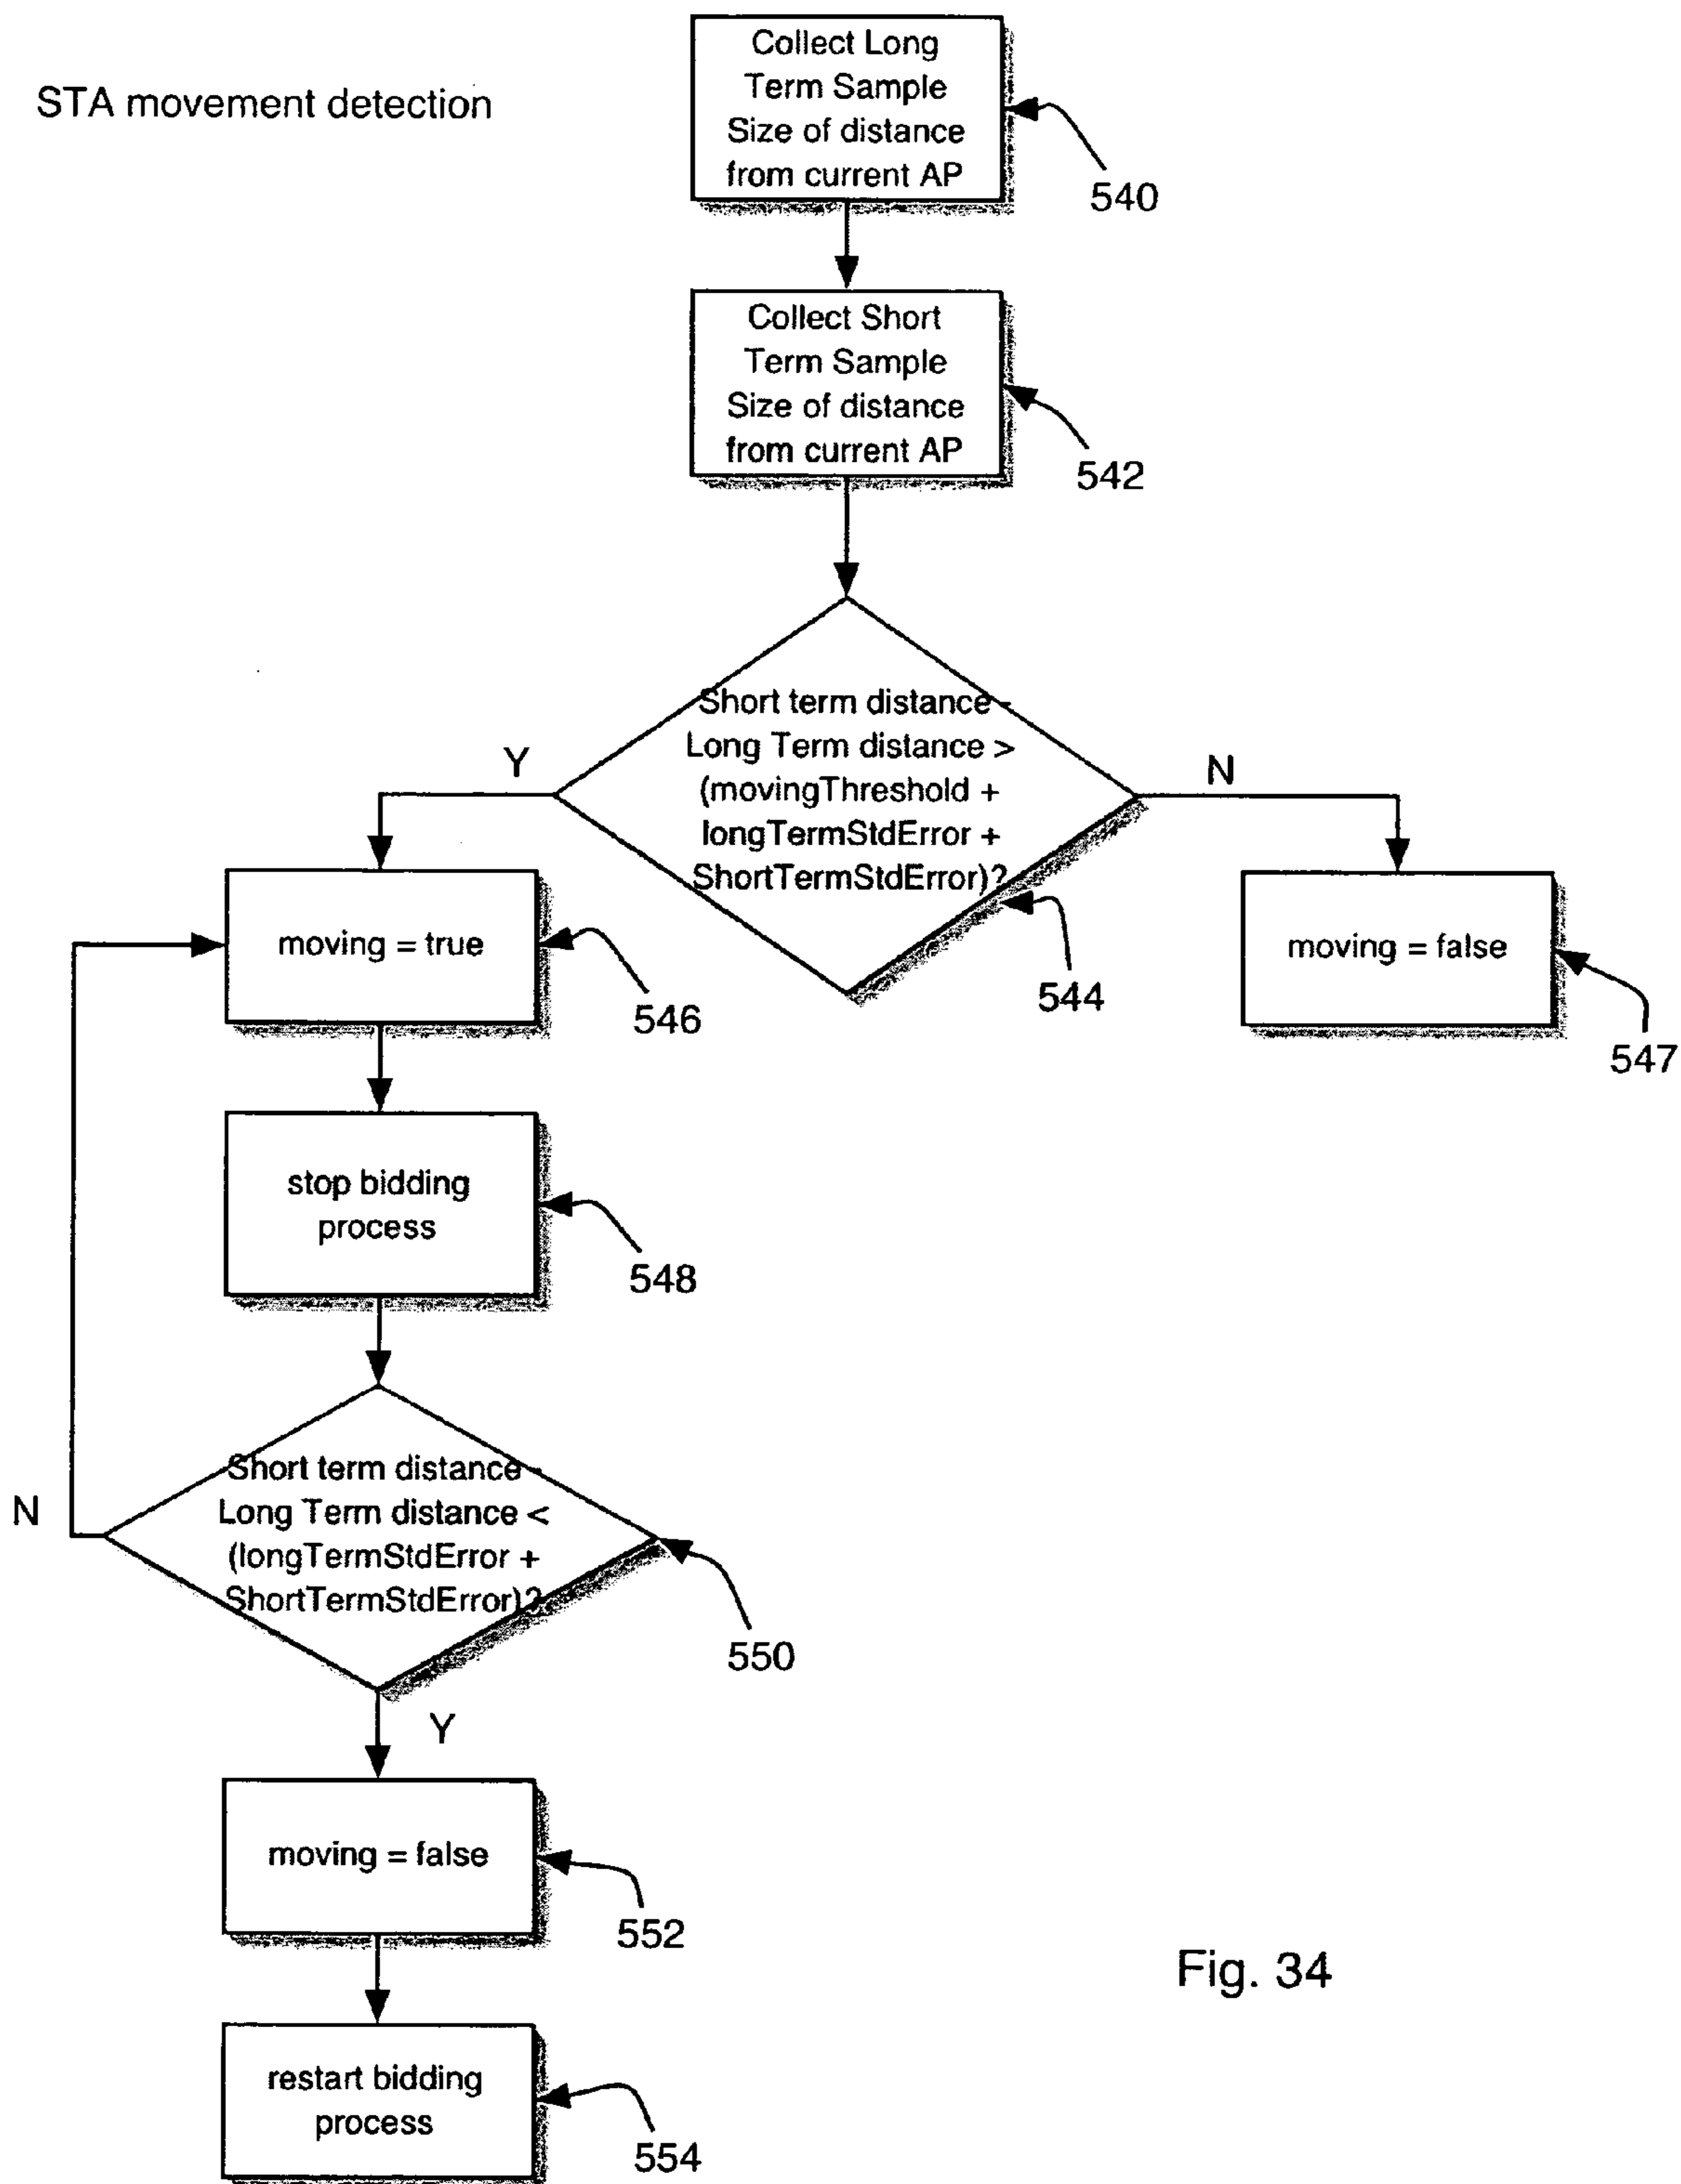 STA movement detection
Collect Long
Term Sample
Size of distance
from current AP
540
Collect Short
Term Sample
Size of distance
from current AP
542
Short term distance -
Long Term distance >
(movingThreshold +
longTermStdError +
ShortTermStdError)?
544
Y
N
moving = true
546
moving = false
547
stop bidding
process
548
Short term distance -
Long Term distance <
(longTermStdError +
ShortTermStdError)?
550
N
Y
moving = false
552
restart bidding
process
554
Fig. 34